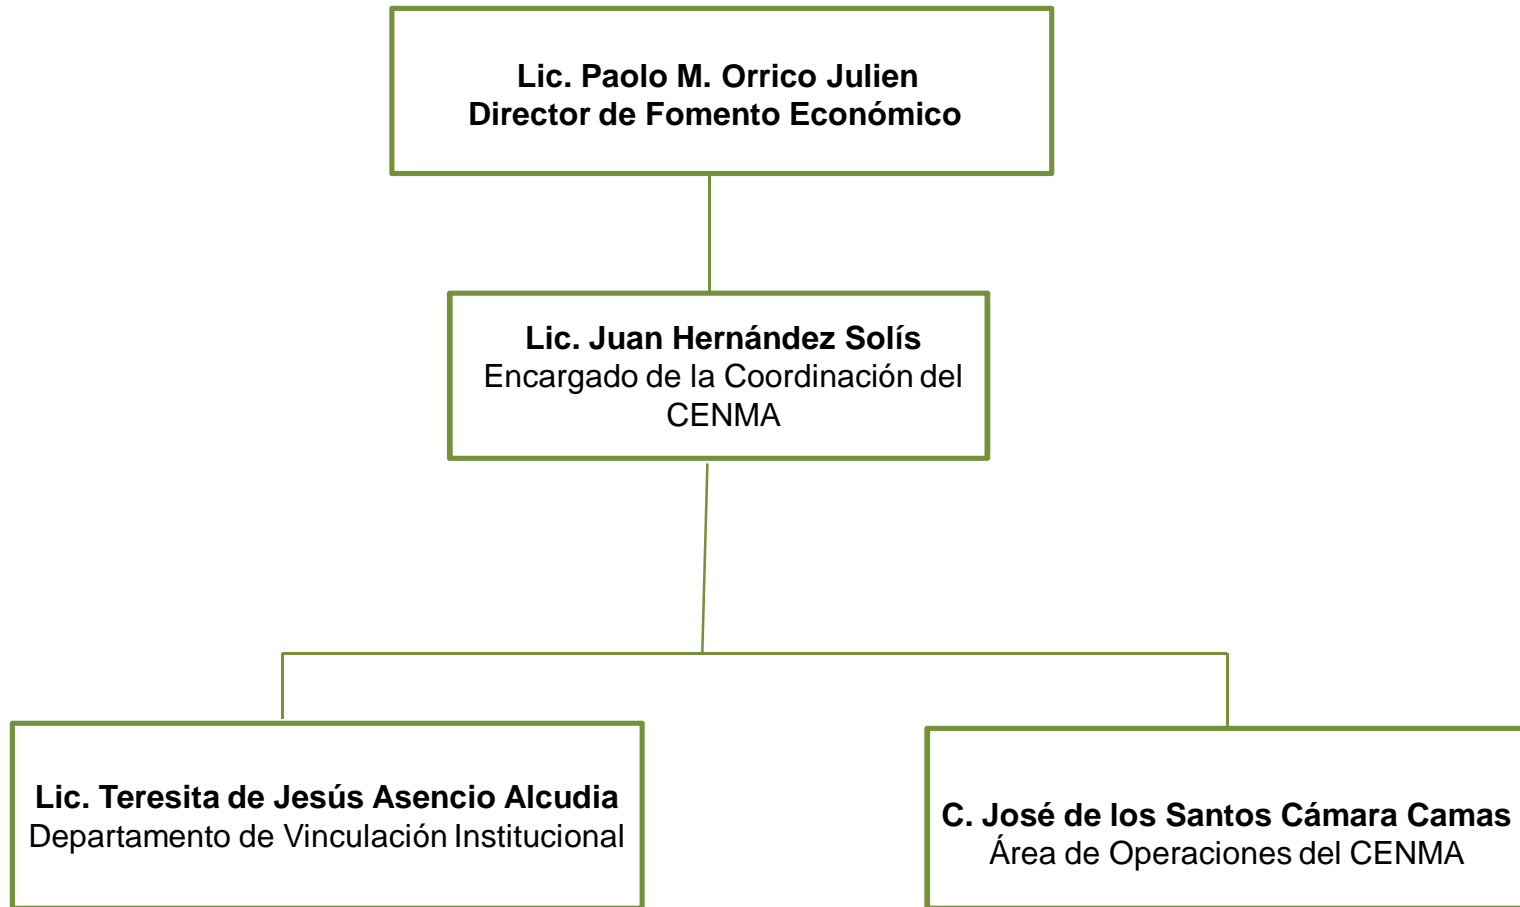 Lic. Paolo M. Orrico Julien
Director de Fomento Económico
Lic. Juan Hernández Solís
Encargado de la Coordinación del
CENMA
Lic. Teresita de Jesús Asencio Alcudia
Departamento de Vinculación Institucional
C. José de los Santos Cámara Camas
Área de Operaciones del CENMA